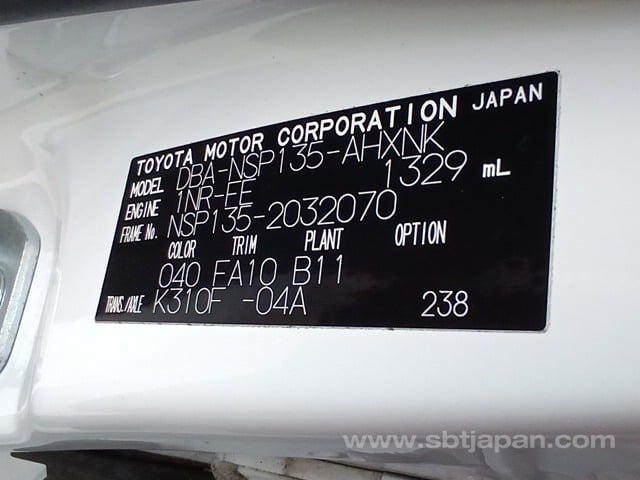 TOYOTA MOTOR CORPORATION JAPAN
MODEL DBA-NSP135-AHXNK
ENGINE 1NR-FE 1329 mL
FRAME No. NSP135-2032070
COLOR TRIM PLANT OPTION
040 FA10 B11
TRANS./AXLE K310F -04A 238
www.sbtjapan.com